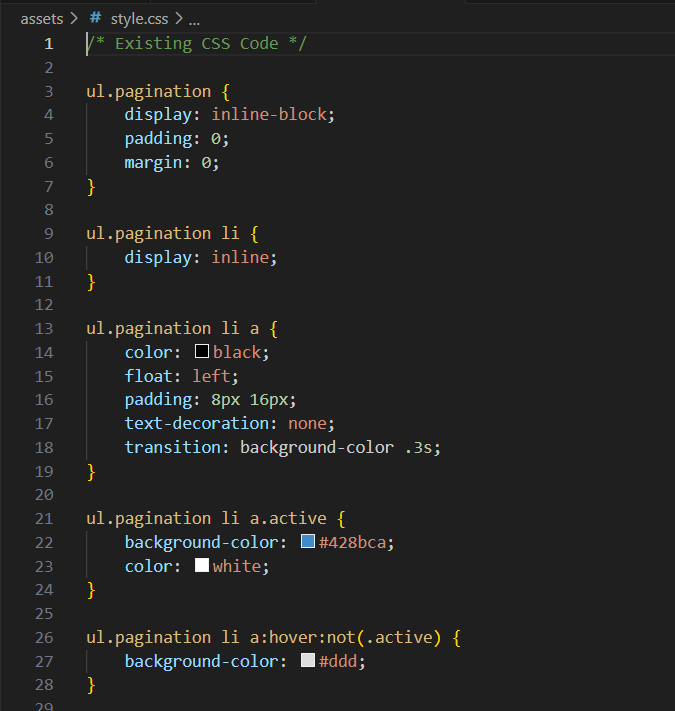 assets > # style.css > ...
1 /* Existing CSS Code */
2
3 ul.pagination {
4     display: inline-block;
5     padding: 0;
6     margin: 0;
7 }
8
9 ul.pagination li {
10     display: inline;
11 }
12
13 ul.pagination li a {
14     color: black;
15     float: left;
16     padding: 8px 16px;
17     text-decoration: none;
18     transition: background-color .3s;
19 }
20
21 ul.pagination li a.active {
22     background-color: #428bca;
23     color: white;
24 }
25
26 ul.pagination li a:hover:not(.active) {
27     background-color: #ddd;
28 }
29